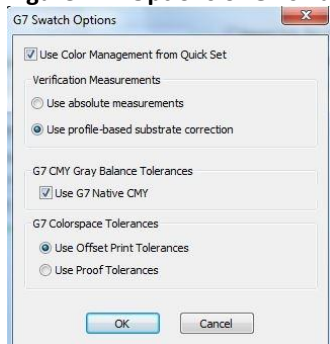 G7 Swatch Options
Use Color Management from Quick Set
Verification Measurements
Use absolute measurements
Use profile-based substrate correction
G7 CMY Gray Balance Tolerances
Use G7 Native CMY
G7 Colorspace Tolerances
Use Offset Print Tolerances
Use Proof Tolerances
OK Cancel